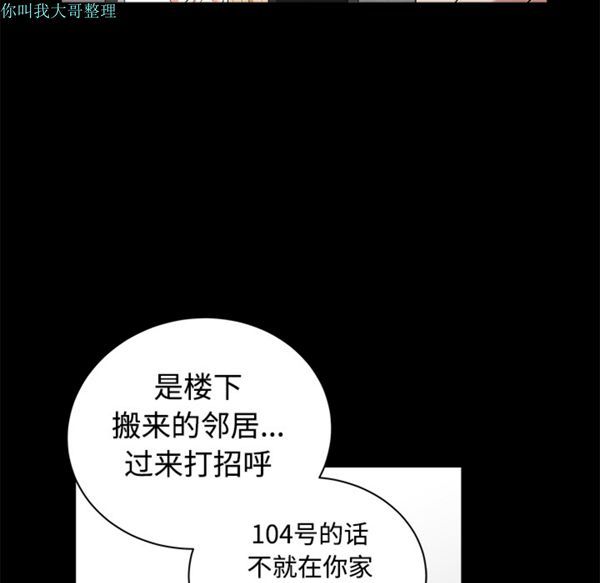 你叫我大哥整理
是楼下
搬来的邻居...
过来打招呼
104号的话
不就在你家